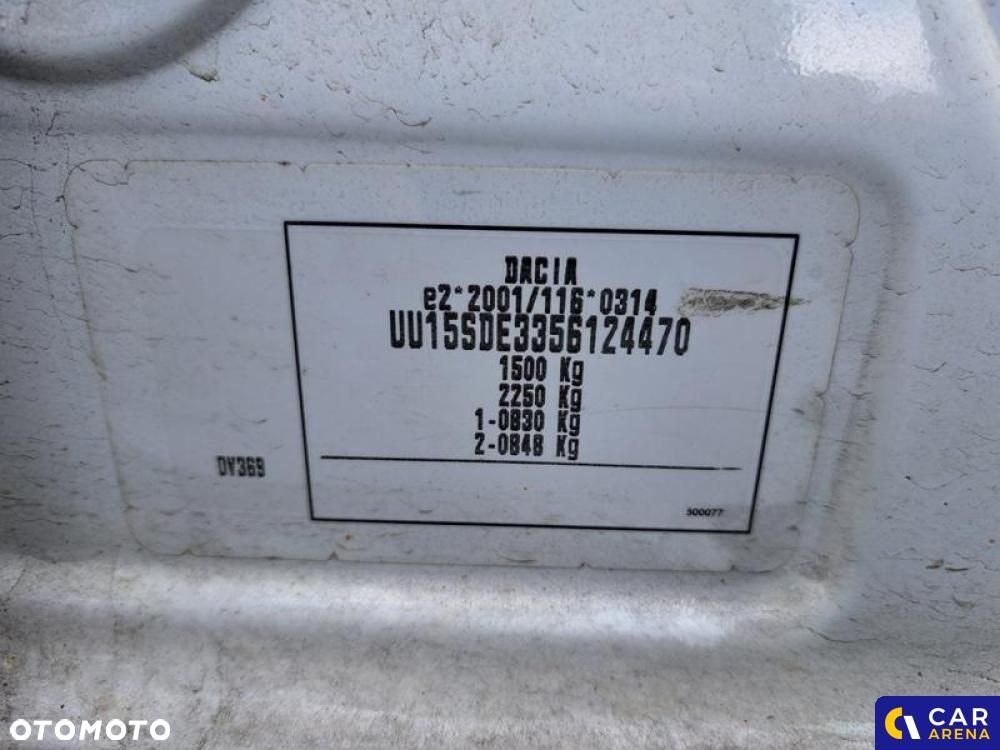 DACIA
e2*2001/116*0314
UU15SDE3356124470
1500 Kg
2250 Kg
1-0830 Kg
2-0848 Kg
DV369
500077
OTOMOTO
CAR
ARENA